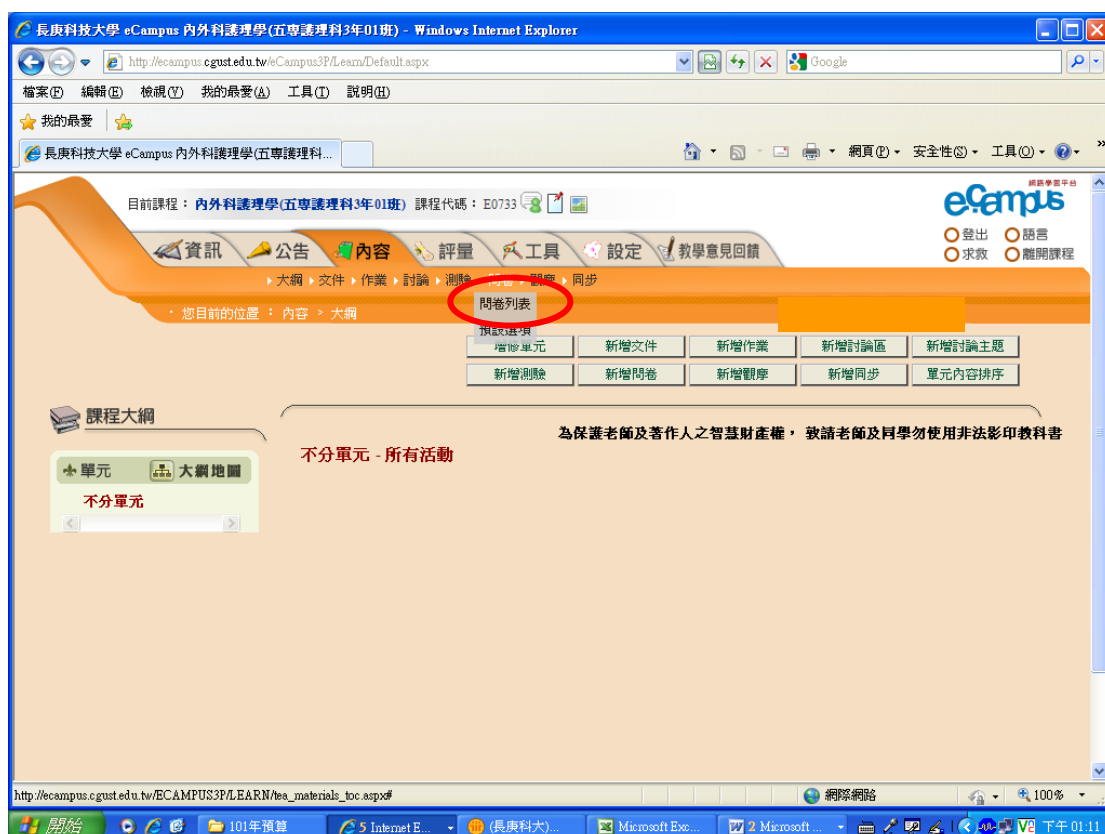 長庚科技大學 eCampus 內外科護理學(五專護理科3年01班) - Windows Internet Explorer
http://ecampus.cgust.edu.tw/eCampus3P/Learn/Default.aspx
Google
檔案(F) 編輯(E) 檢視(V) 我的最愛(A) 工具(T) 說明(H)
我的最愛
長庚科技大學 eCampus 內外科護理學(五專護理科...
網頁(P) 安全性(S) 工具(O) »
目前課程：內外科護理學(五專護理科3年01班) 課程代碼：E0733
網路學園平台
eCampus
登出 語言
求救 離開課程
資訊 公告 內容 評量 工具 設定 教學意見回饋
大綱 文件 作業 討論 測驗 問卷 觀摩 同步
問卷列表
您目前的位置：內容 > 大綱
預設選項
增修單元 新增文件 新增作業 新增討論區 新增討論主題
新增測驗 新增問卷 新增觀摩 新增同步 單元內容排序
課程大綱
為保護老師及著作人之智慧財產權， 敬請老師及同學勿使用非法影印教科書
不分單元 - 所有活動
單元 大綱地圖
不分單元
http://ecampus.cgust.edu.tw/ECAMPUS3P/LEARN/tea_materials_toc.aspx#
網際網路 100%
開始 101年預算 5 Internet E... (長庚科大)... Microsoft Exc... 2 Microsoft ... 下午 01:11